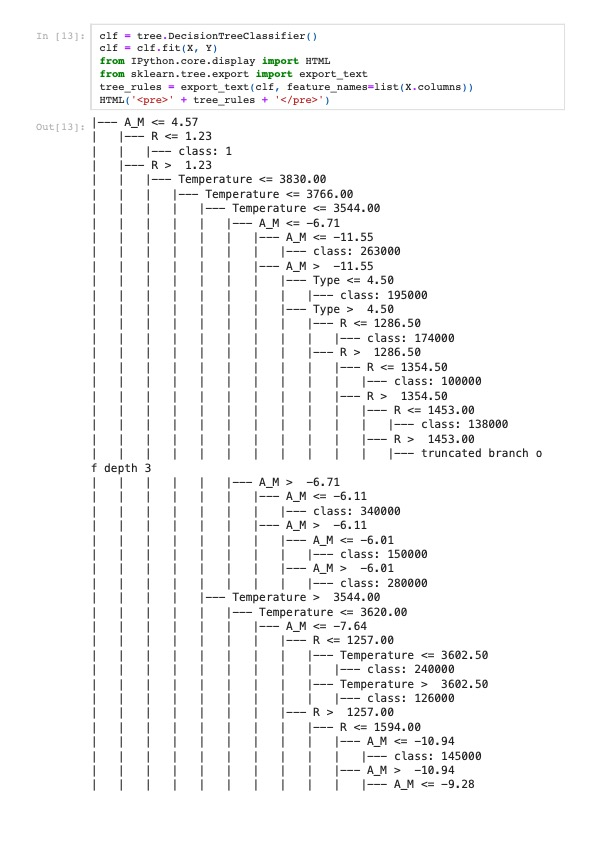 In [13]: clf = tree.DecisionTreeClassifier()
clf = clf.fit(X, Y)
from IPython.core.display import HTML
from sklearn.tree.export import export_text
tree_rules = export_text(clf, feature_names=list(X.columns))
HTML('<pre>' + tree_rules + '</pre>')
Out[13]: |--- A_M <= 4.57
|   |--- R <= 1.23
|   |   |--- class: 1
|   |--- R >  1.23
|   |   |--- Temperature <= 3830.00
|   |   |   |--- Temperature <= 3766.00
|   |   |   |   |--- Temperature <= 3544.00
|   |   |   |   |   |--- A_M <= -6.71
|   |   |   |   |   |   |--- A_M <= -11.55
|   |   |   |   |   |   |   |--- class: 263000
|   |   |   |   |   |   |--- A_M >  -11.55
|   |   |   |   |   |   |   |--- Type <= 4.50
|   |   |   |   |   |   |   |   |--- class: 195000
|   |   |   |   |   |   |   |--- Type >  4.50
|   |   |   |   |   |   |   |   |--- R <= 1286.50
|   |   |   |   |   |   |   |   |   |--- class: 174000
|   |   |   |   |   |   |   |   |--- R >  1286.50
|   |   |   |   |   |   |   |   |   |--- R <= 1354.50
|   |   |   |   |   |   |   |   |   |   |--- class: 100000
|   |   |   |   |   |   |   |   |   |--- R >  1354.50
|   |   |   |   |   |   |   |   |   |   |--- R <= 1453.00
|   |   |   |   |   |   |   |   |   |   |   |--- class: 138000
|   |   |   |   |   |   |   |   |   |   |--- R >  1453.00
|   |   |   |   |   |   |   |   |   |   |   |--- truncated branch o
f depth 3
|   |   |   |   |   |--- A_M >  -6.71
|   |   |   |   |   |   |--- A_M <= -6.11
|   |   |   |   |   |   |   |--- class: 340000
|   |   |   |   |   |   |--- A_M >  -6.11
|   |   |   |   |   |   |   |--- A_M <= -6.01
|   |   |   |   |   |   |   |   |--- class: 150000
|   |   |   |   |   |   |   |--- A_M >  -6.01
|   |   |   |   |   |   |   |   |--- class: 280000
|   |   |   |   |--- Temperature >  3544.00
|   |   |   |   |   |--- Temperature <= 3620.00
|   |   |   |   |   |   |--- A_M <= -7.64
|   |   |   |   |   |   |   |--- R <= 1257.00
|   |   |   |   |   |   |   |   |--- Temperature <= 3602.50
|   |   |   |   |   |   |   |   |   |--- class: 240000
|   |   |   |   |   |   |   |   |--- Temperature >  3602.50
|   |   |   |   |   |   |   |   |   |--- class: 126000
|   |   |   |   |   |   |   |--- R >  1257.00
|   |   |   |   |   |   |   |   |--- R <= 1594.00
|   |   |   |   |   |   |   |   |   |--- A_M <= -10.94
|   |   |   |   |   |   |   |   |   |   |--- class: 145000
|   |   |   |   |   |   |   |   |   |--- A_M >  -10.94
|   |   |   |   |   |   |   |   |   |   |--- A_M <= -9.28